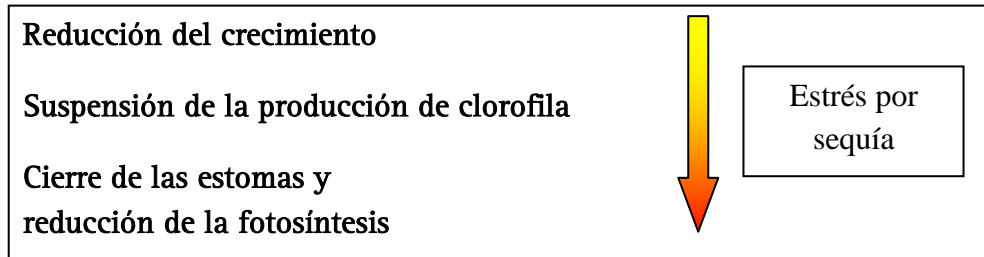 Reducción del crecimiento
Suspensión de la producción de clorofila
Cierre de las estomas y
reducción de la fotosíntesis
Estrés por
sequía